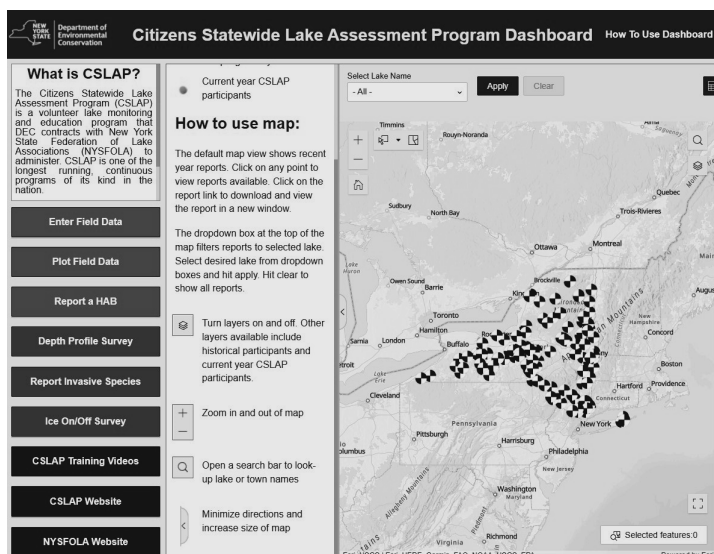 NEW
YORK
STATE
Department of
Environmental
Conservation
Citizens Statewide Lake Assessment Program Dashboard
How To Use Dashboard
What is CSLAP?
The Citizens Statewide Lake
Assessment Program (CSLAP)
is a volunteer lake monitoring
and education program that
DEC contracts with New York
State Federation of Lake
Associations (NYSFOLA) to
administer. CSLAP is one of the
longest running, continuous
programs of its kind in the
nation.
Enter Field Data
Plot Field Data
Report a HAB
Depth Profile Survey
Report Invasive Species
Ice On/Off Survey
CSLAP Training Videos
CSLAP Website
NYSFOLA Website
Current year CSLAP
participants
How to use map:
The default map view shows recent
year reports. Click on any point to
view reports available. Click on the
report link to download and view
the report in a new window.
The dropdown box at the top of the
map filters reports to selected lake.
Select desired lake from dropdown
boxes and hit apply. Hit clear to
show all reports.
Turn layers on and off. Other
layers available include
historical participants and
current year CSLAP
participants.
Zoom in and out of map
Open a search bar to look-
up lake or town names
Minimize directions and
increase size of map
Select Lake Name
- All -
Apply
Clear
Timmins
Rouyn-Noranda
Saguenay
Quebec
Trois-Rivieres
Sudbury
North Bay
Ottawa
Montreal
Lake
Huron
Owen Sound
Barrie
Brockville
Toronto
Hamilton
Sarnia
London
Buffalo
Lake
Erie
New
Hampshire
Concord
Boston
Hartford
Providence
Connecticut
Cleveland
New York
Pennsylvania
Pittsburgh
Harrisburg
Philadelphia
New Jersey
Washington
Maryland
Allegheny Mountains
Piedmont
Virginia
Richmond
Selected features:0